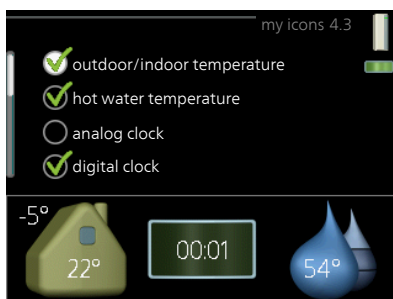 my icons 4.3
outdoor/indoor temperature
hot water temperature
analog clock
digital clock
-5°
22°
00:01
54°